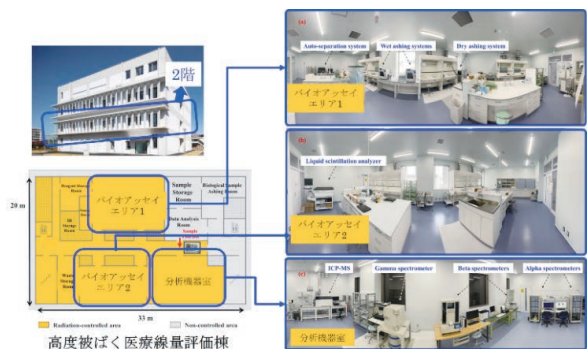 2階
20 m
バイオアッセイ
エリア1
Sample
Storage
Room
Biological Sample
Ashing Room
Data Analysis
Room
バイオアッセイ
エリア2
分析機器室
33 m
Radiation-controlled area
Non-controlled area
高度被ばく医療線量評価棟
(a)
Auto-separation system
Wet ashing systems
Dry ashing system
バイオアッセイ
エリア1
(b)
Liquid scintillation analyzer
バイオアッセイ
エリア2
(c)
ICP-MS
Gamma spectrometer
Beta spectrometers
Alpha spectrometers
分析機器室